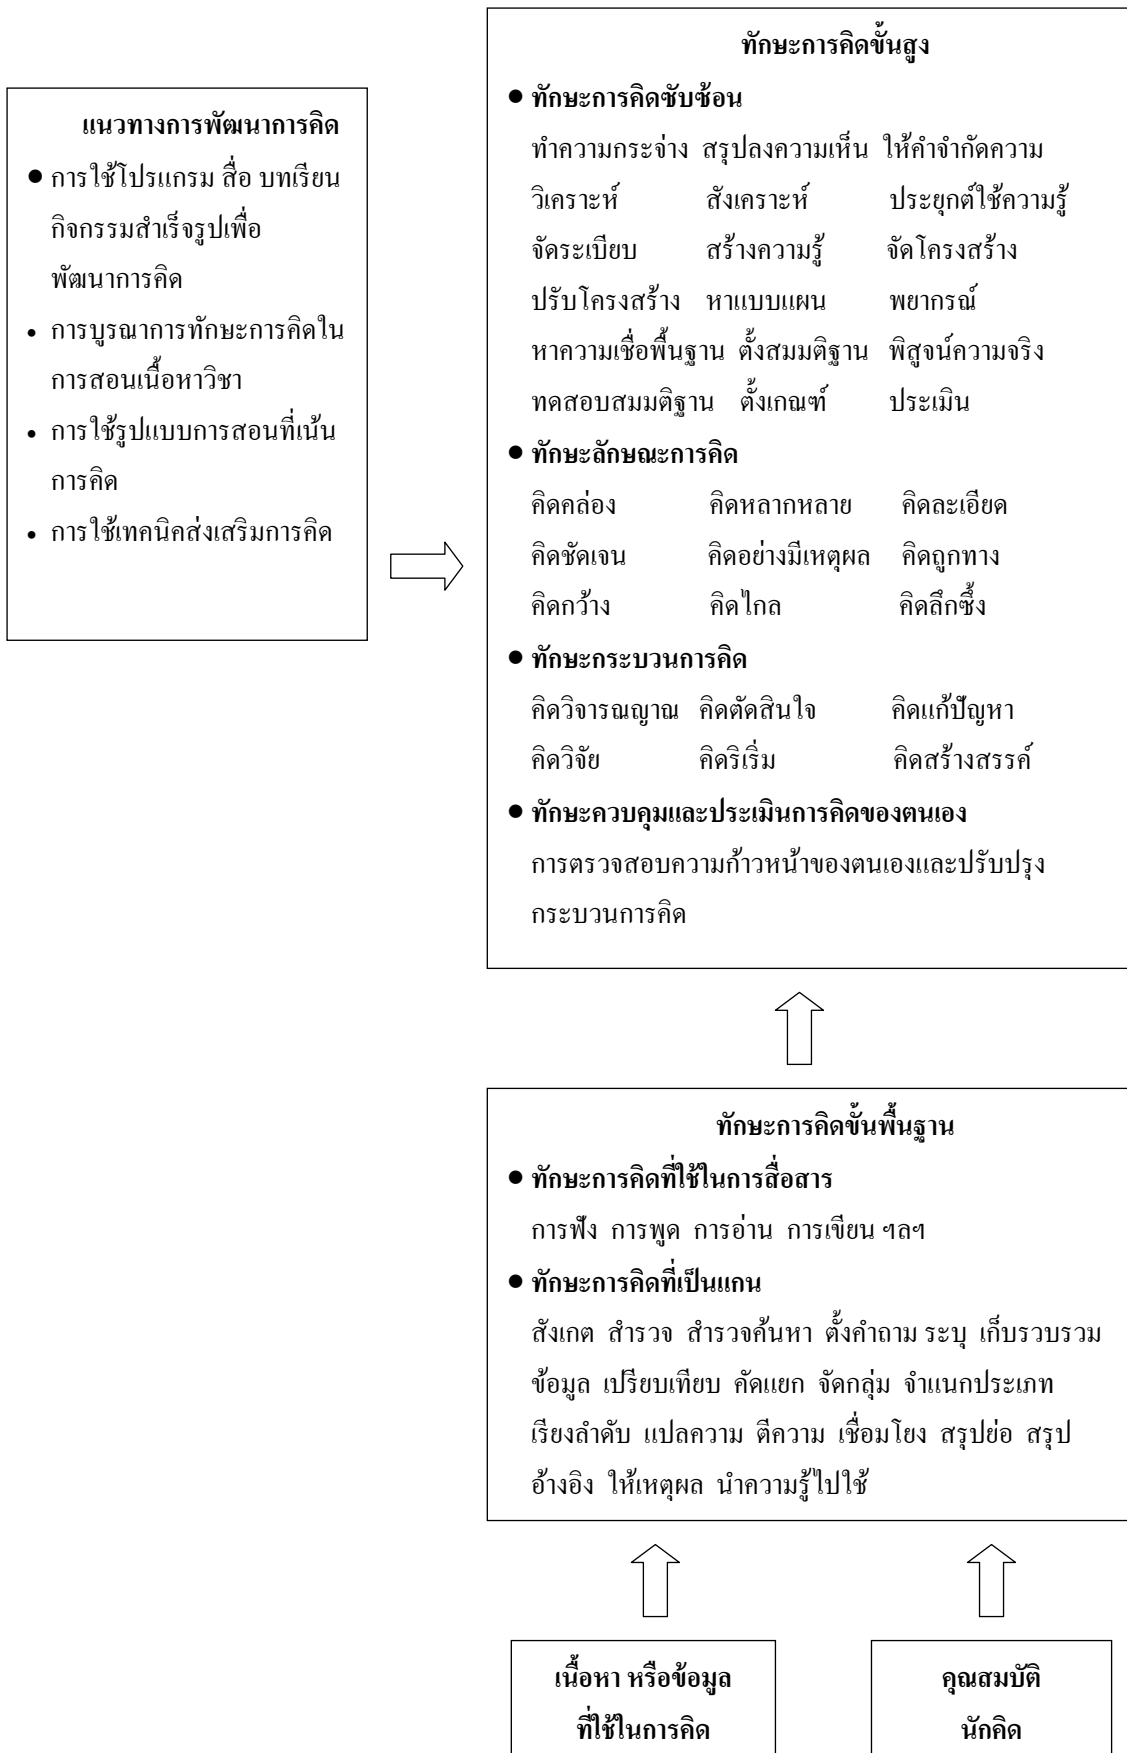 แนวทางการพัฒนาการคิด
● การใช้โปรแกรม สื่อ บทเรียน
กิจกรรมสำเร็จรูปเพื่อ
พัฒนาการคิด
• การบูรณาการทักษะการคิดใน
การสอนเนื้อหาวิชา
• การใช้รูปแบบการสอนที่เน้น
การคิด
• การใช้เทคนิคส่งเสริมการคิด
ทักษะการคิดขั้นสูง
● ทักษะการคิดซับซ้อน
ทำความกระจ่าง สรุปลงความเห็น ให้คำจำกัดความ
วิเคราะห์ สังเคราะห์ ประยุกต์ใช้ความรู้
จัดระเบียบ สร้างความรู้ จัดโครงสร้าง
ปรับโครงสร้าง หาแบบแผน พยากรณ์
หาความเชื่อพื้นฐาน ตั้งสมมติฐาน พิสูจน์ความจริง
ทดสอบสมมติฐาน ตั้งเกณฑ์ ประเมิน
● ทักษะลักษณะการคิด
คิดคล่อง คิดหลากหลาย คิดละเอียด
คิดชัดเจน คิดอย่างมีเหตุผล คิดถูกทาง
คิดกว้าง คิดไกล คิดลึกซึ้ง
● ทักษะกระบวนการคิด
คิดวิจารณญาณ คิดตัดสินใจ คิดแก้ปัญหา
คิดวิจัย คิดริเริ่ม คิดสร้างสรรค์
● ทักษะควบคุมและประเมินการคิดของตนเอง
การตรวจสอบความก้าวหน้าของตนเองและปรับปรุง
กระบวนการคิด
ทักษะการคิดขั้นพื้นฐาน
● ทักษะการคิดที่ใช้ในการสื่อสาร
การฟัง การพูด การอ่าน การเขียน ฯลฯ
● ทักษะการคิดที่เป็นแกน
สังเกต สำรวจ สำรวจค้นหา ตั้งคำถาม ระบุ เก็บรวบรวม
ข้อมูล เปรียบเทียบ คัดแยก จัดกลุ่ม จำแนกประเภท
เรียงลำดับ แปลความ ตีความ เชื่อมโยง สรุปย่อ สรุป
อ้างอิง ให้เหตุผล นำความรู้ไปใช้
เนื้อหา หรือข้อมูล
ที่ใช้ในการคิด
คุณสมบัติ
นักคิด